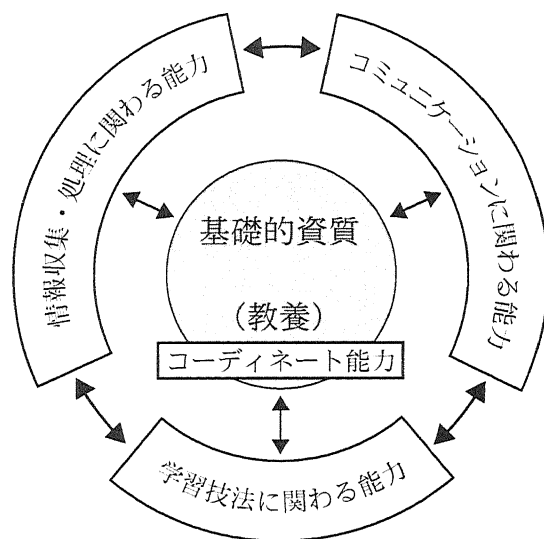 情報収集・処理に関わる能力
コミュニケーションに関わる能力
基礎的資質
（教養）
コーディネート能力
学習技法に関わる能力